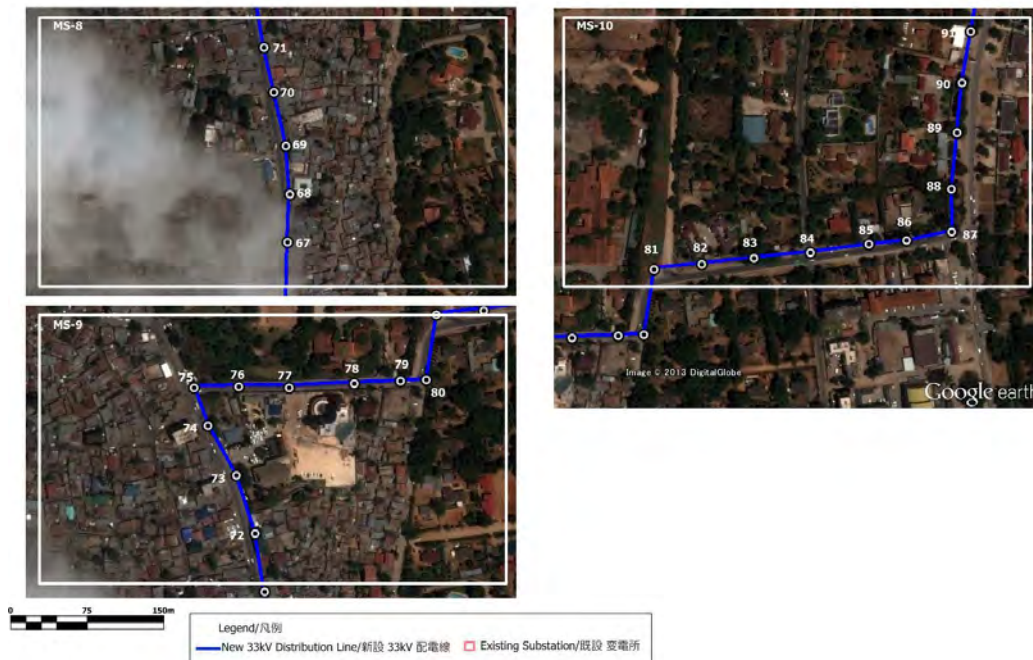 MS-8
71
70
69
68
67
MS-9
75
76
77
78
79
80
74
73
72
MS-10
91
90
89
88
81
82
83
84
85
86
87
Image © 2013 DigitalGlobe
Google earth
0 75 150m
Legend/凡例
New 33kV Distribution Line/新設 33kV 配電線
Existing Substation/既設 変電所